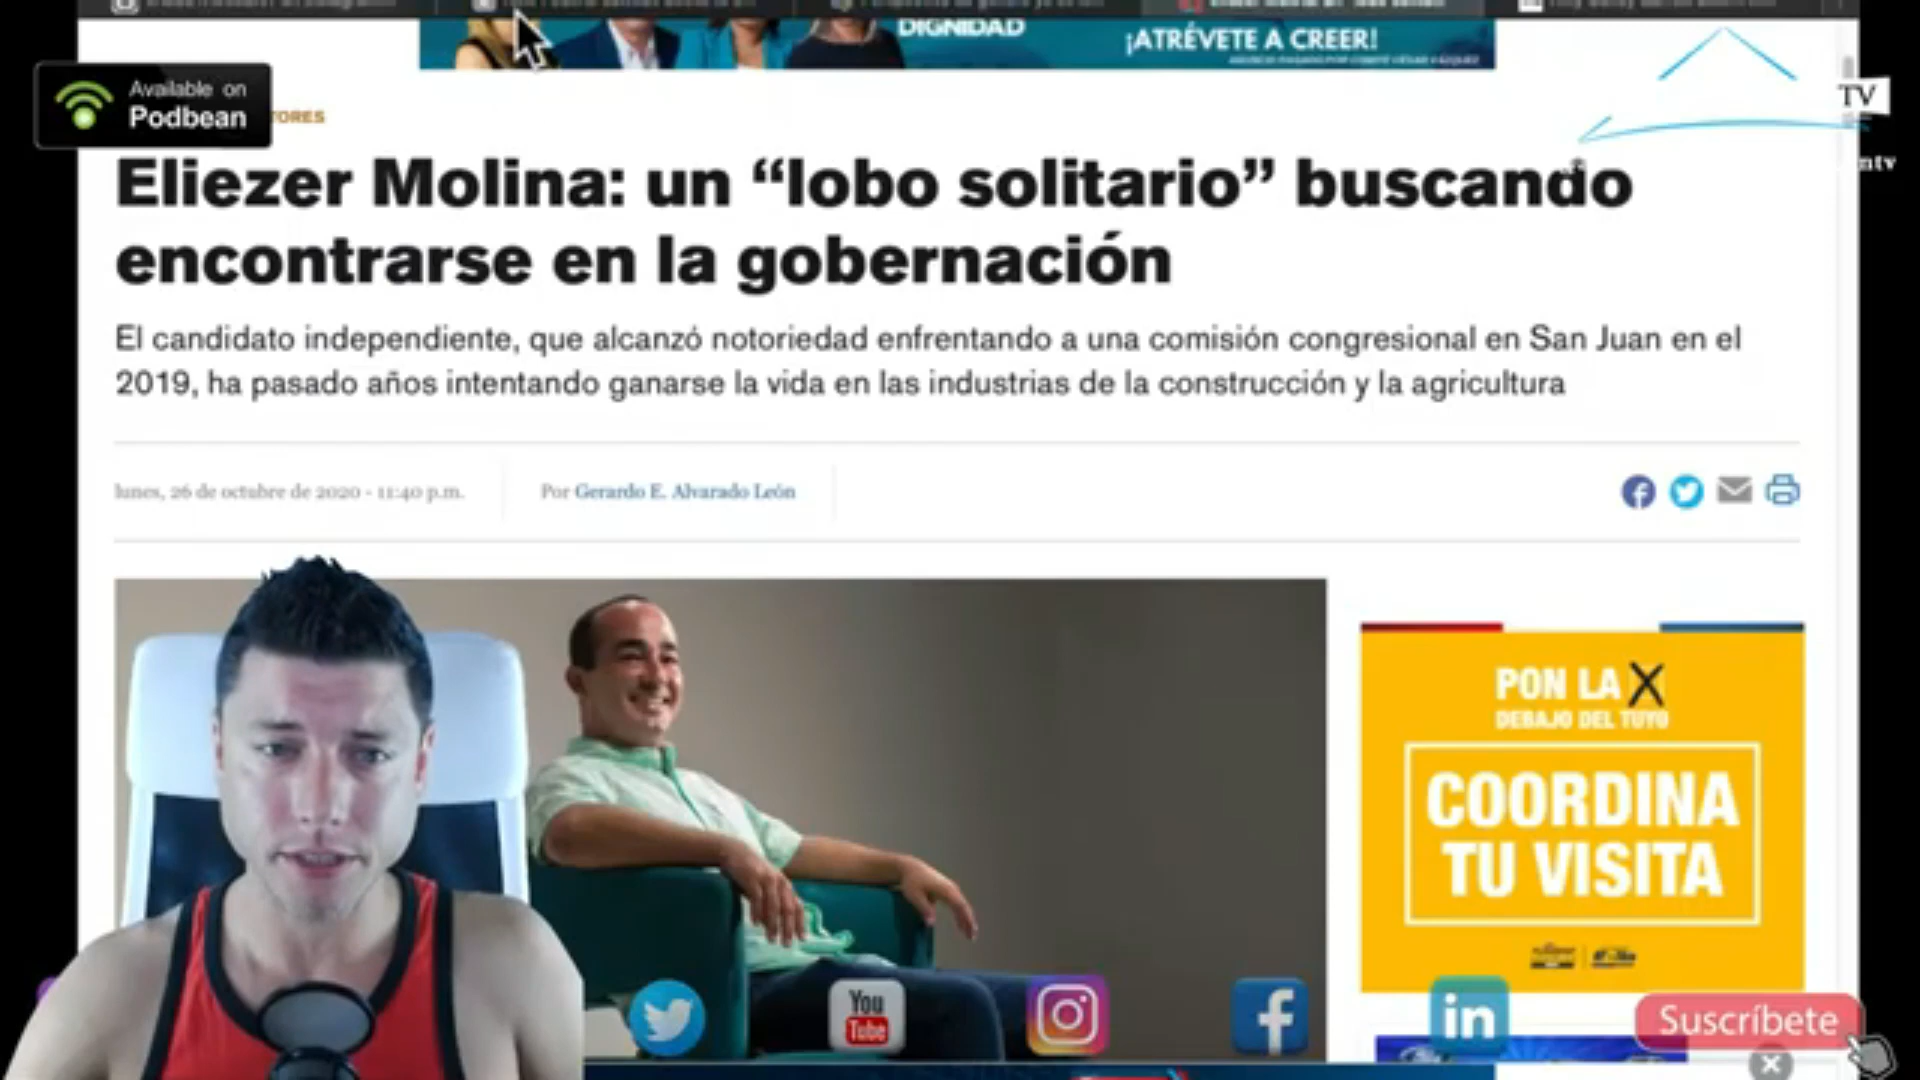 DIGNIDAD
¡ATRÉVETE A CREER!
Available on
Podbean
TORES
TV
ntv
Eliezer Molina: un “lobo solitario” buscando
encontrarse en la gobernación
El candidato independiente, que alcanzó notoriedad enfrentando a una comisión congresional en San Juan en el
2019, ha pasado años intentando ganarse la vida en las industrias de la construcción y la agricultura
lunes, 26 de octubre de 2020 - 11:40 p.m.
Por Gerardo E. Alvarado León
PON LA X
DEBAJO DEL TUYO
COORDINA
TU VISITA
You
Tube
in
Suscríbete